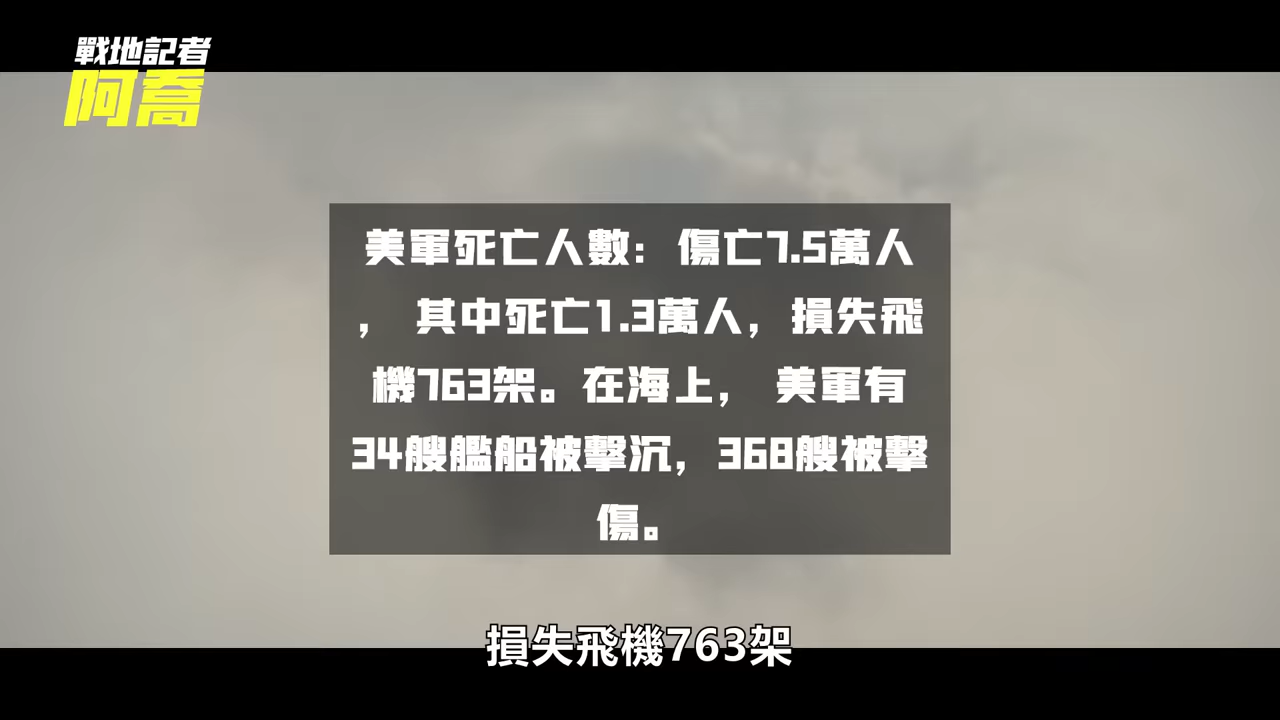 戰地記者
阿喬
美軍死亡人數：傷亡7.5萬人
， 其中死亡1.3萬人，損失飛
機763架。在海上， 美軍有
34艘艦船被擊沉，368艘被擊
傷。
損失飛機763架